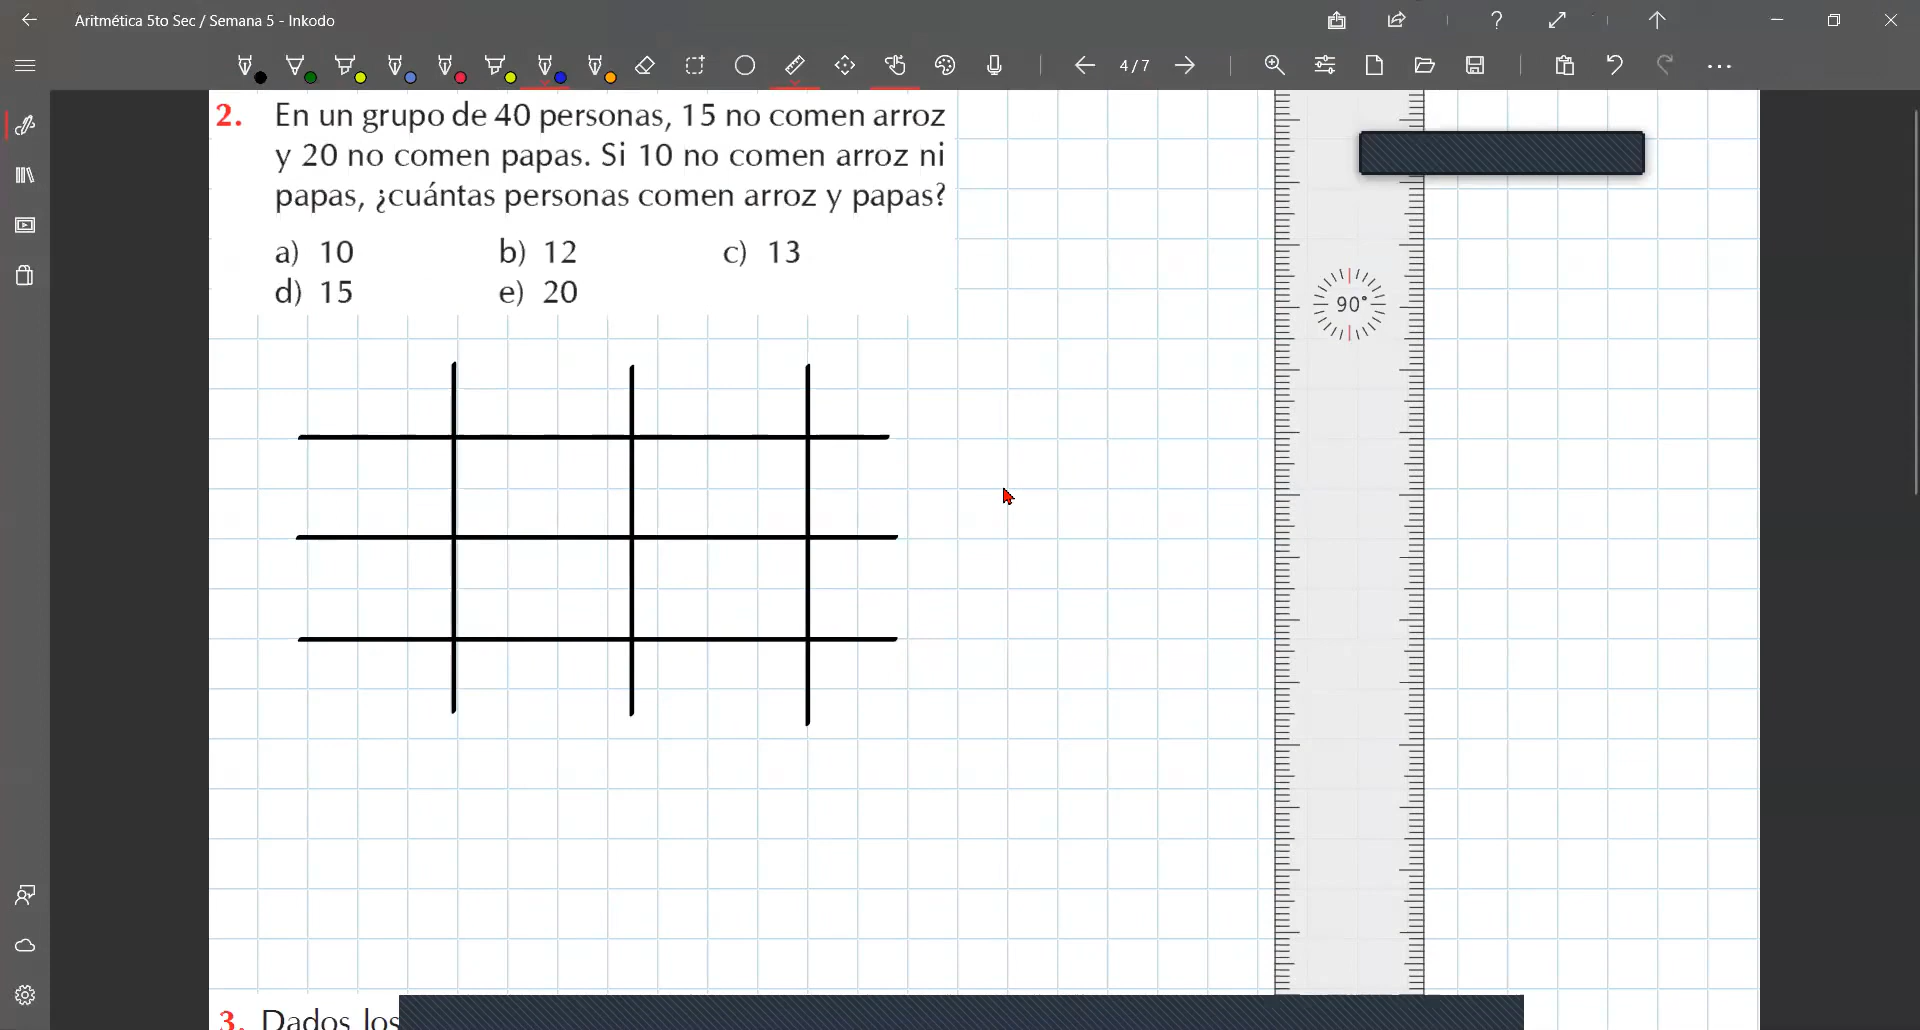 Aritmética 5to Sec / Semana 5 - Inkodo
4 / 7
2. En un grupo de 40 personas, 15 no comen arroz
y 20 no comen papas. Si 10 no comen arroz ni
papas, ¿cuántas personas comen arroz y papas?
a) 10 b) 12 c) 13
d) 15 e) 20
90°
3. Dados los